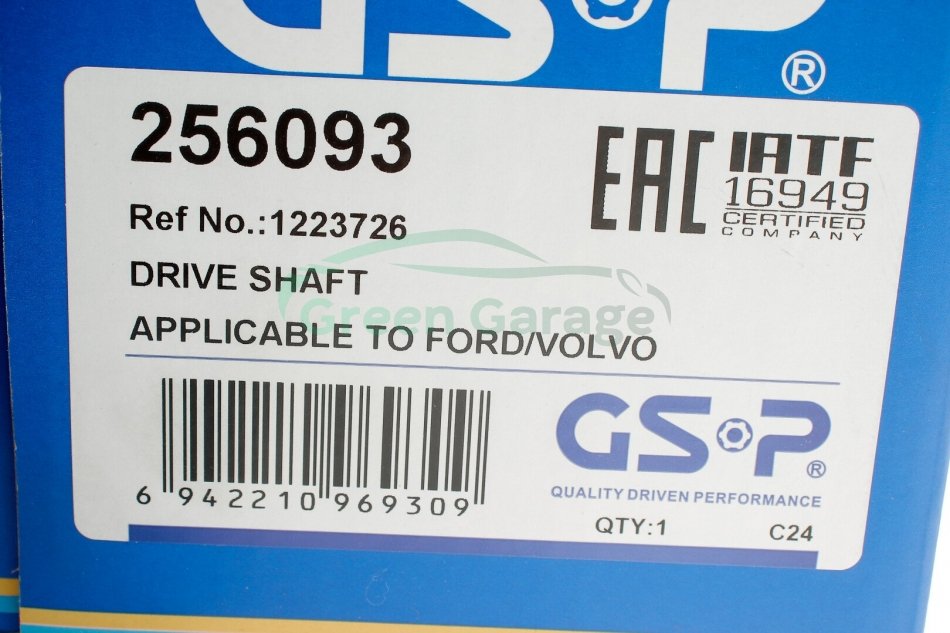 GSP®
256093
EAC
IATF
16949
CERTIFIED
COMPANY
Ref No.:1223726
DRIVE SHAFT
Green Garage
APPLICABLE TO FORD/VOLVO
6 942210 969309
GSP®
QUALITY DRIVEN PERFORMANCE
QTY:1
C24